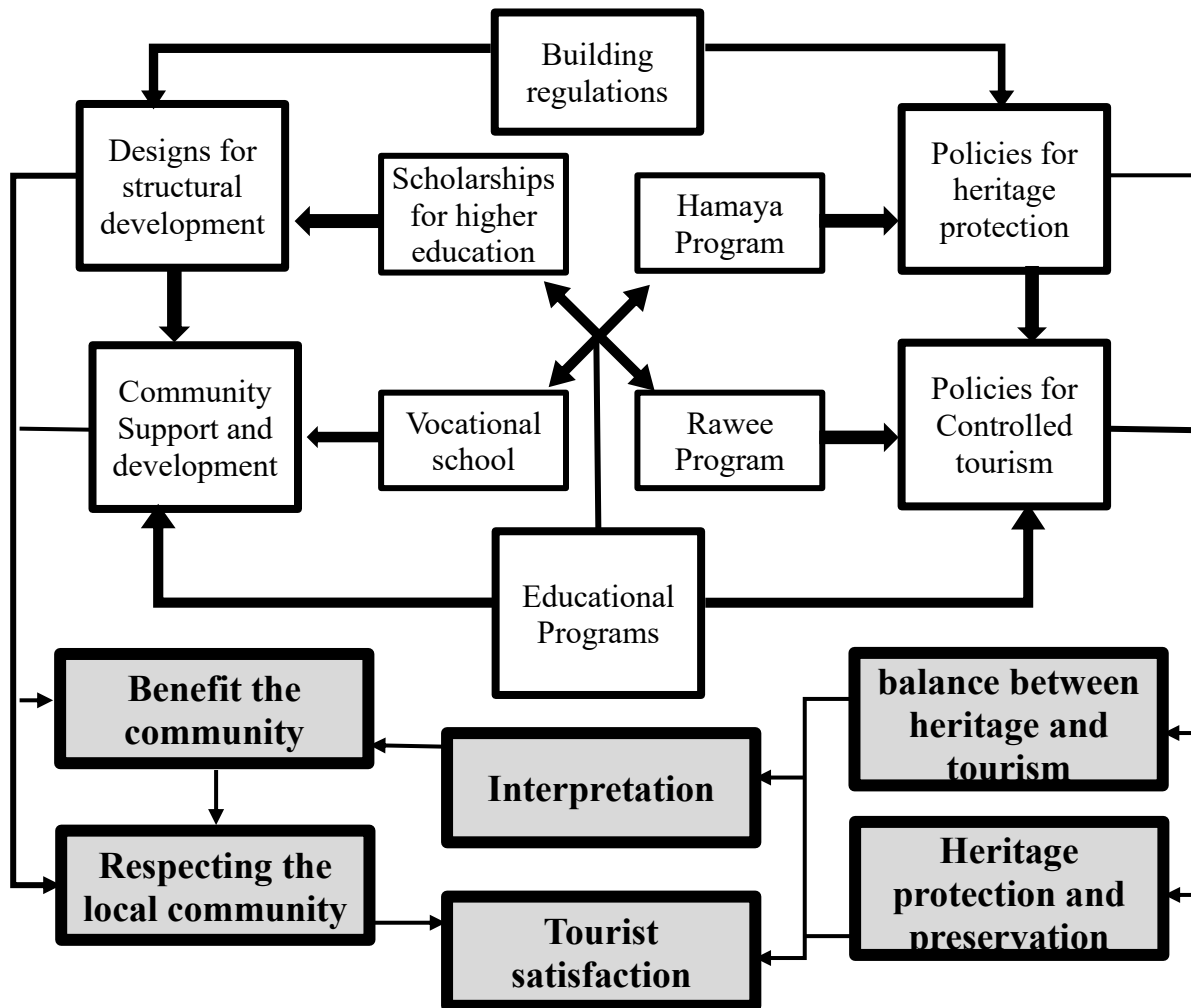 Building
regulations
Designs for
structural
development
Scholarships
for higher
education
Hamaya
Program
Policies for
heritage
protection
Community
Support and
development
Vocational
school
Rawee
Program
Policies for
Controlled
tourism
Educational
Programs
Benefit the
community
Interpretation
balance between
heritage and
tourism
Respecting the
local community
Tourist
satisfaction
Heritage
protection and
preservation